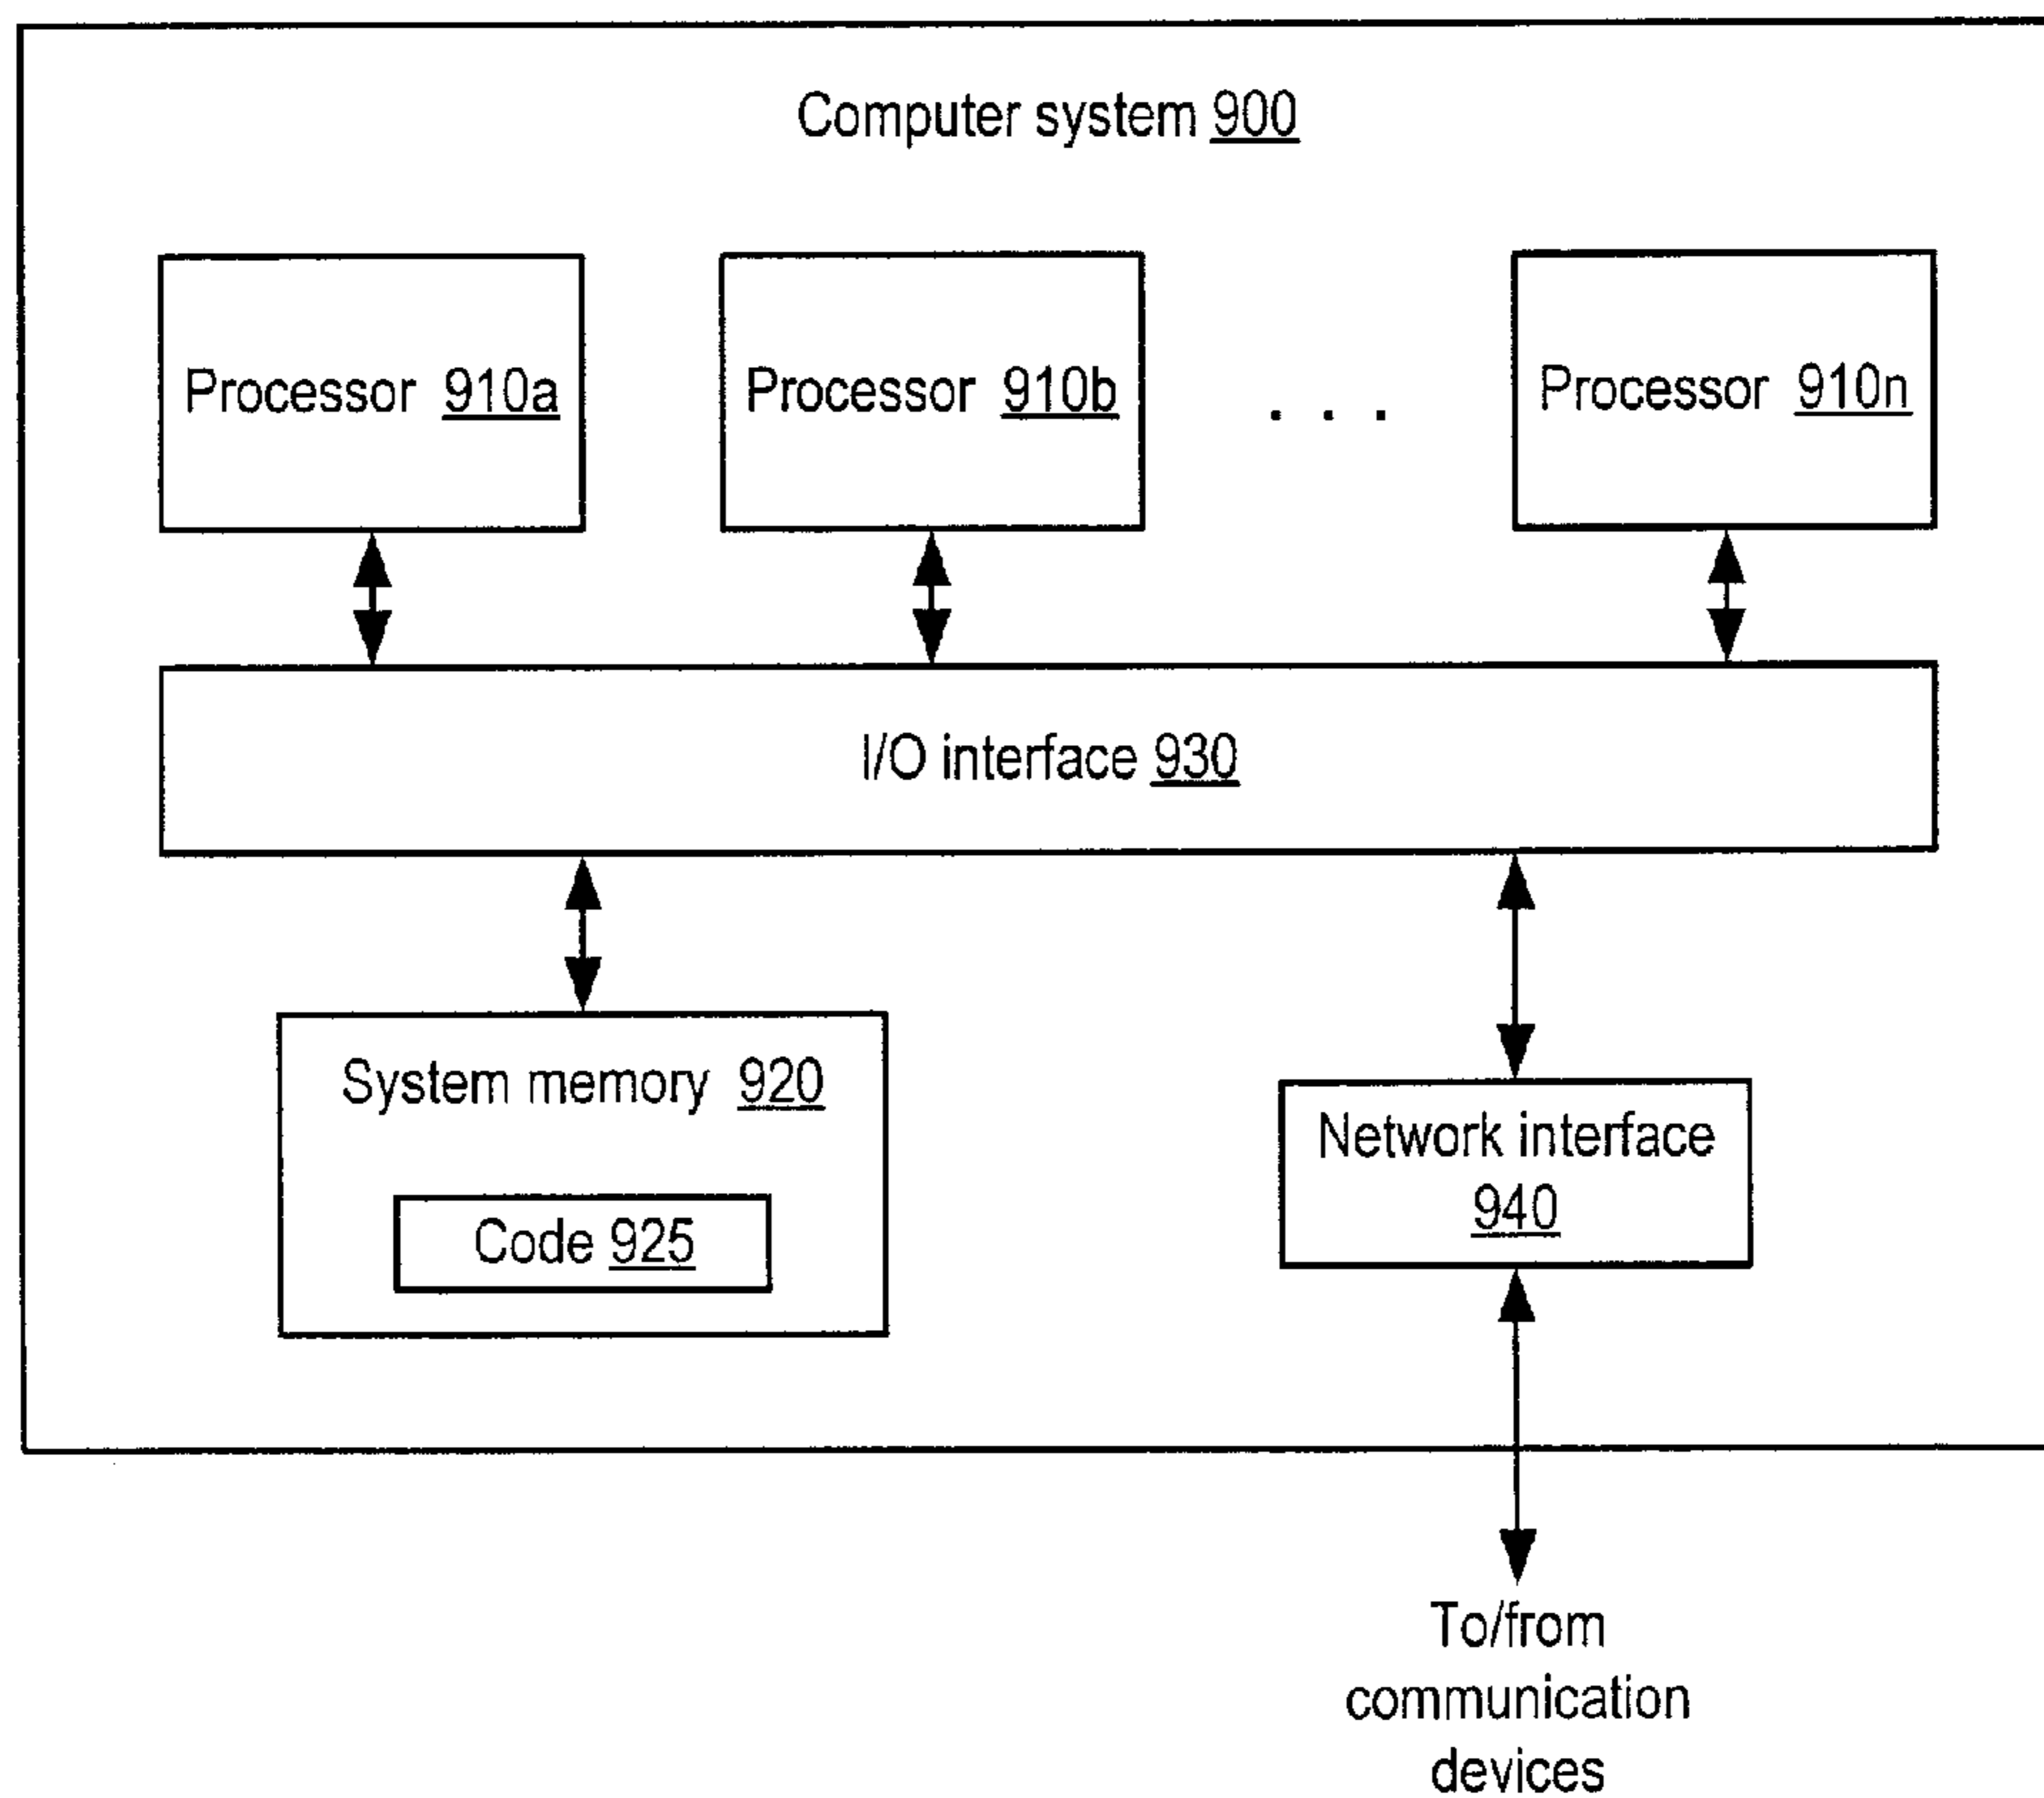 Computer system 900
Processor 910a
Processor 910b
. . .
Processor 910n
I/O interface 930
System memory 920
Code 925
Network interface
940
To/from
communication
devices